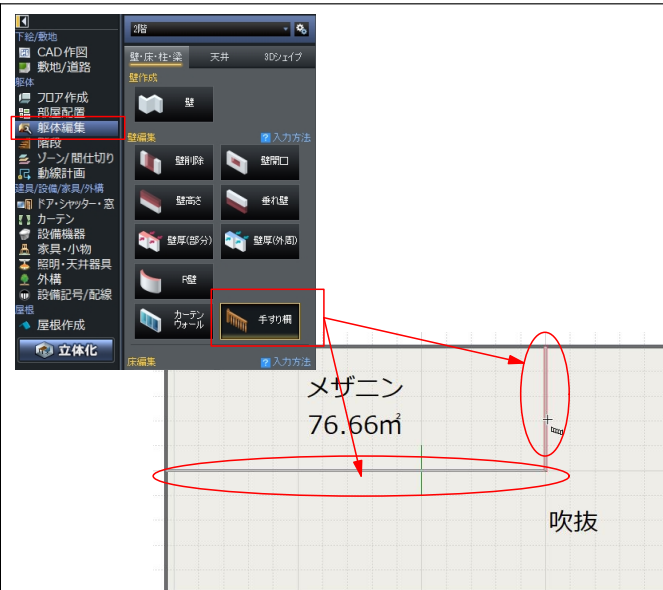 下絵/敷地
CAD作図
敷地/道路
躯体
フロア作成
部屋配置
躯体編集
階段
ゾーン/間仕切り
動線計画
建具/設備/家具/外構
ドア・シャッター・窓
カーテン
設備機器
家具・小物
照明・天井器具
外構
設備記号/配線
屋根
屋根作成
立体化
2階
壁・床・柱・梁 天井 3Dシェイプ
壁作成
壁
壁編集 ? 入力方法
壁削除 壁開口
壁高さ 垂れ壁
壁厚(部分) 壁厚(外周)
R壁
カーテン
ウォール
手すり柵
床編集 ? 入力方法
メザニン
76.66㎡
吹抜